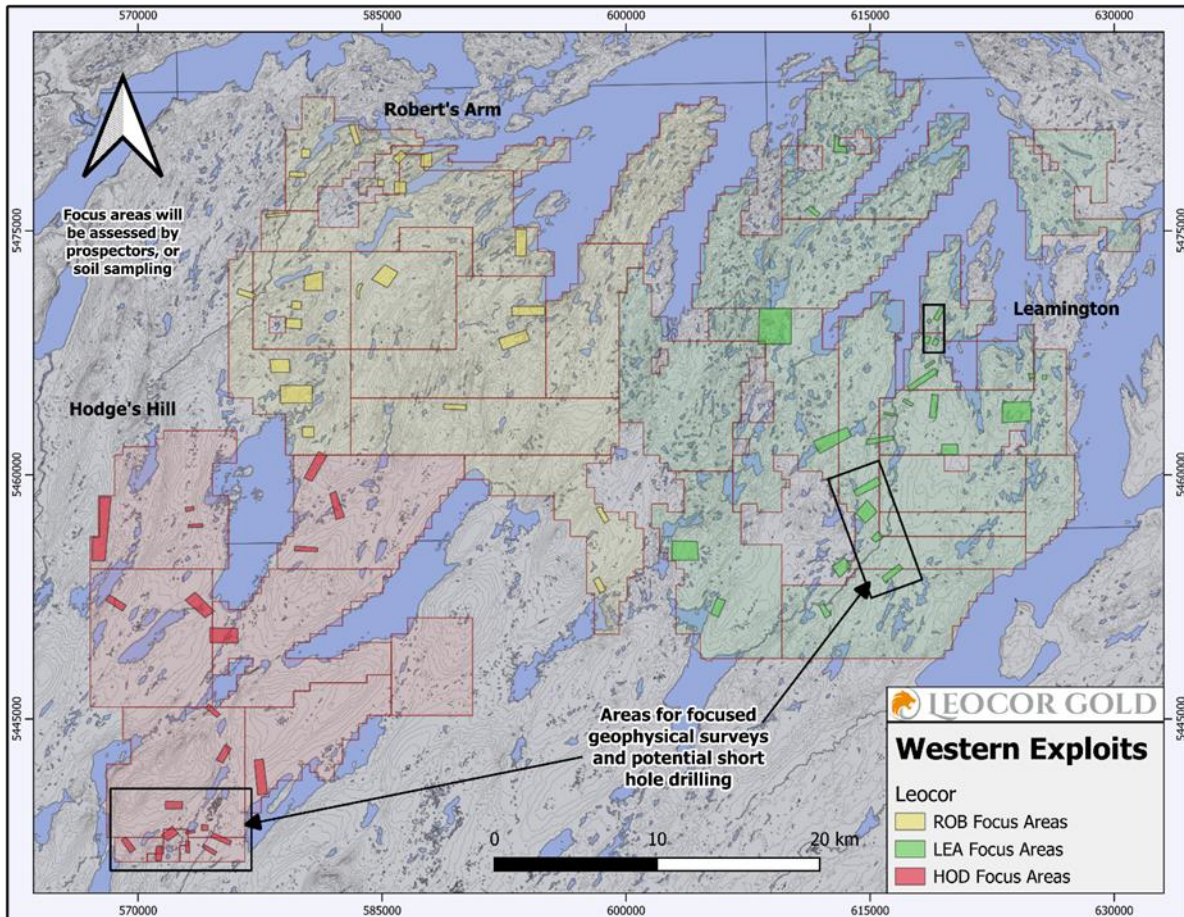 570000
585000
600000
615000
630000
Robert's Arm
Focus areas will
be assessed by
prospectors, or
soil sampling
5475000
5475000
Leamington
Hodge's Hill
5460000
5460000
5445000
5445000
Areas for focused
geophysical surveys
and potential short
hole drilling
0
10
20 km
LEOCOR GOLD
Western Exploits
Leocor
ROB Focus Areas
LEA Focus Areas
HOD Focus Areas
570000
585000
600000
615000
630000